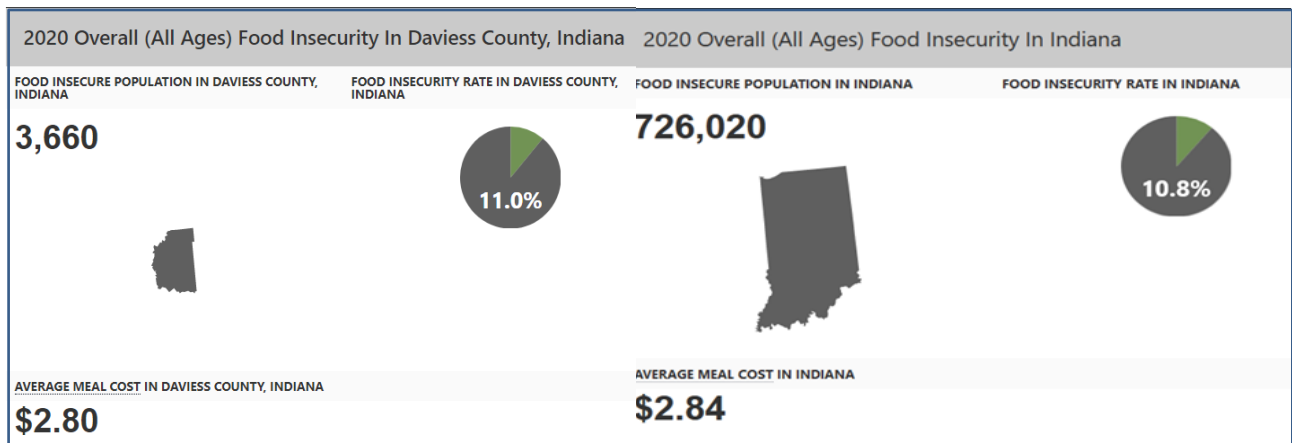 2020 Overall (All Ages) Food Insecurity In Daviess County, Indiana
FOOD INSECURE POPULATION IN DAVIESS COUNTY,
INDIANA
FOOD INSECURITY RATE IN DAVIESS COUNTY,
INDIANA
3,660
11.0%
AVERAGE MEAL COST IN DAVIESS COUNTY, INDIANA
$2.80
2020 Overall (All Ages) Food Insecurity In Indiana
FOOD INSECURE POPULATION IN INDIANA
FOOD INSECURITY RATE IN INDIANA
726,020
10.8%
AVERAGE MEAL COST IN INDIANA
$2.84